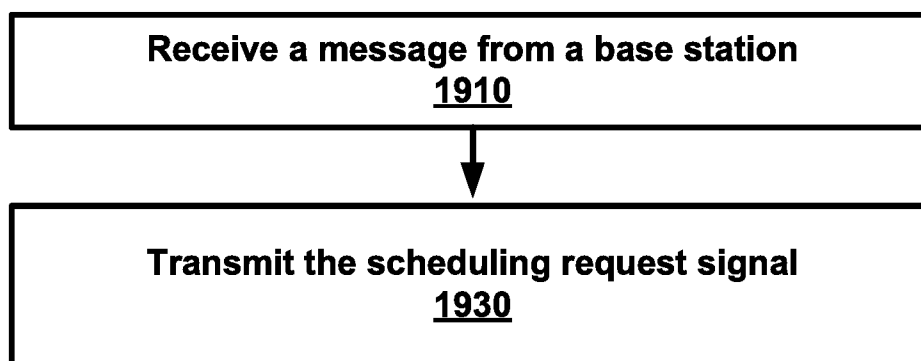 Receive a message from a base station
1910
Transmit the scheduling request signal
1930